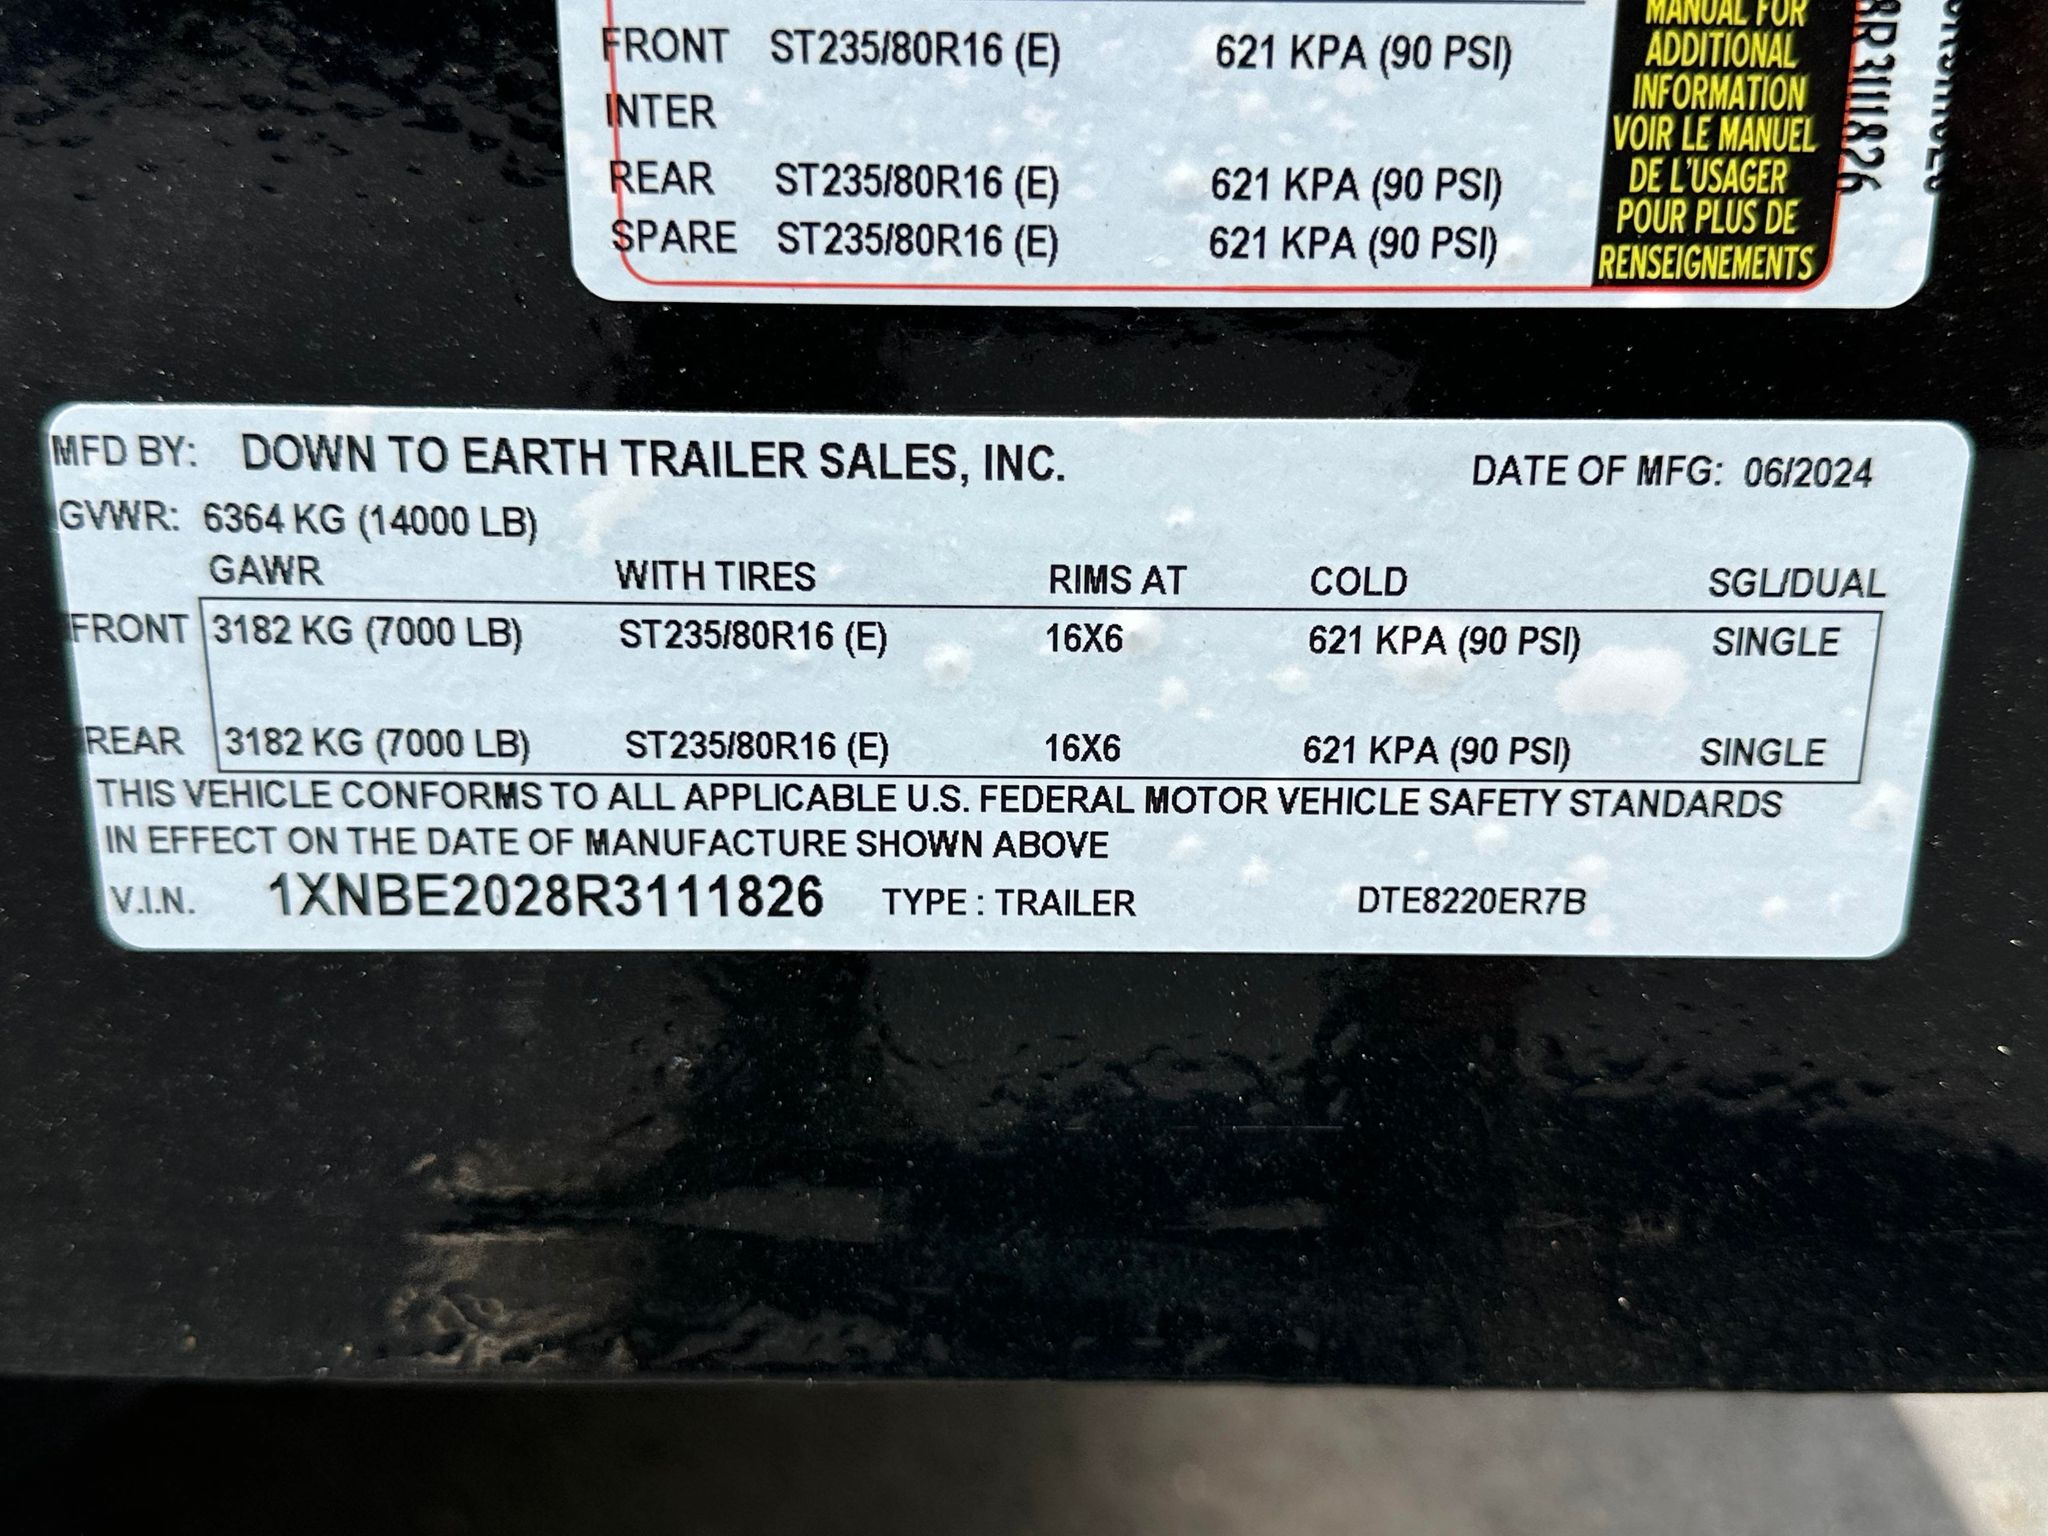 FRONT ST235/80R16 (E) 621 KPA (90 PSI)
INTER
REAR ST235/80R16 (E) 621 KPA (90 PSI)
SPARE ST235/80R16 (E) 621 KPA (90 PSI)
MANUAL FOR
ADDITIONAL
INFORMATION
VOIR LE MANUEL
DE L'USAGER
POUR PLUS DE
RENSEIGNEMENTS
MFD BY: DOWN TO EARTH TRAILER SALES, INC. DATE OF MFG: 06/2024
GVWR: 6364 KG (14000 LB)
GAWR WITH TIRES RIMS AT COLD SGL/DUAL
FRONT 3182 KG (7000 LB) ST235/80R16 (E) 16X6 621 KPA (90 PSI) SINGLE
REAR 3182 KG (7000 LB) ST235/80R16 (E) 16X6 621 KPA (90 PSI) SINGLE
THIS VEHICLE CONFORMS TO ALL APPLICABLE U.S. FEDERAL MOTOR VEHICLE SAFETY STANDARDS
IN EFFECT ON THE DATE OF MANUFACTURE SHOWN ABOVE
V.I.N. 1XNBE2028R3111826 TYPE : TRAILER DTE8220ER7B